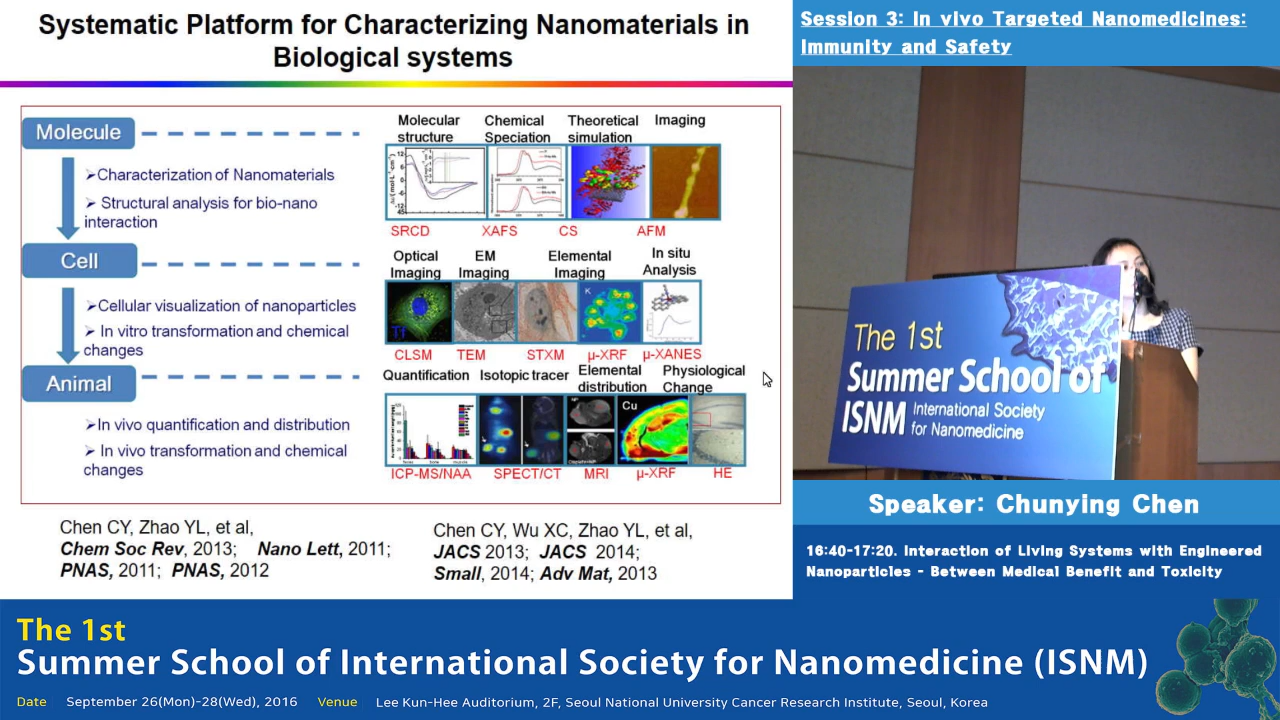 Systematic Platform for Characterizing Nanomaterials in
Biological systems
Molecule
➢Characterization of Nanomaterials
➢ Structural analysis for bio-nano
interaction
Cell
➢Cellular visualization of nanoparticles
➢ In vitro transformation and chemical
changes
Animal
➢In vivo quantification and distribution
➢ In vivo transformation and chemical
changes
Molecular
structure
Chemical
Speciation
Theoretical
simulation
Imaging
SRCD
XAFS
CS
AFM
Optical
Imaging
EM
Imaging
Elemental
Imaging
In situ
Analysis
Tf
K
CLSM
TEM
STXM
μ-XRF
μ-XANES
Quantification
Isotopic tracer
Elemental
distribution
Physiological
Change
Cu
ICP-MS/NAA
SPECT/CT
MRI
μ-XRF
HE
Chen CY, Zhao YL, et al,
Chem Soc Rev, 2013; Nano Lett, 2011;
PNAS, 2011; PNAS, 2012
Chen CY, Wu XC, Zhao YL, et al,
JACS 2013; JACS 2014;
Small, 2014; Adv Mat, 2013
Session 3: In vivo Targeted Nanomedicines:
Immunity and Safety
The 1st
Summer School of
ISNM International Society
for Nanomedicine
Speaker: Chunying Chen
16:40-17:20. Interaction of Living Systems with Engineered
Nanoparticles - Between Medical Benefit and Toxicity
The 1st
Summer School of International Society for Nanomedicine (ISNM)
Date September 26(Mon)-28(Wed), 2016 Venue Lee Kun-Hee Auditorium, 2F, Seoul National University Cancer Research Institute, Seoul, Korea